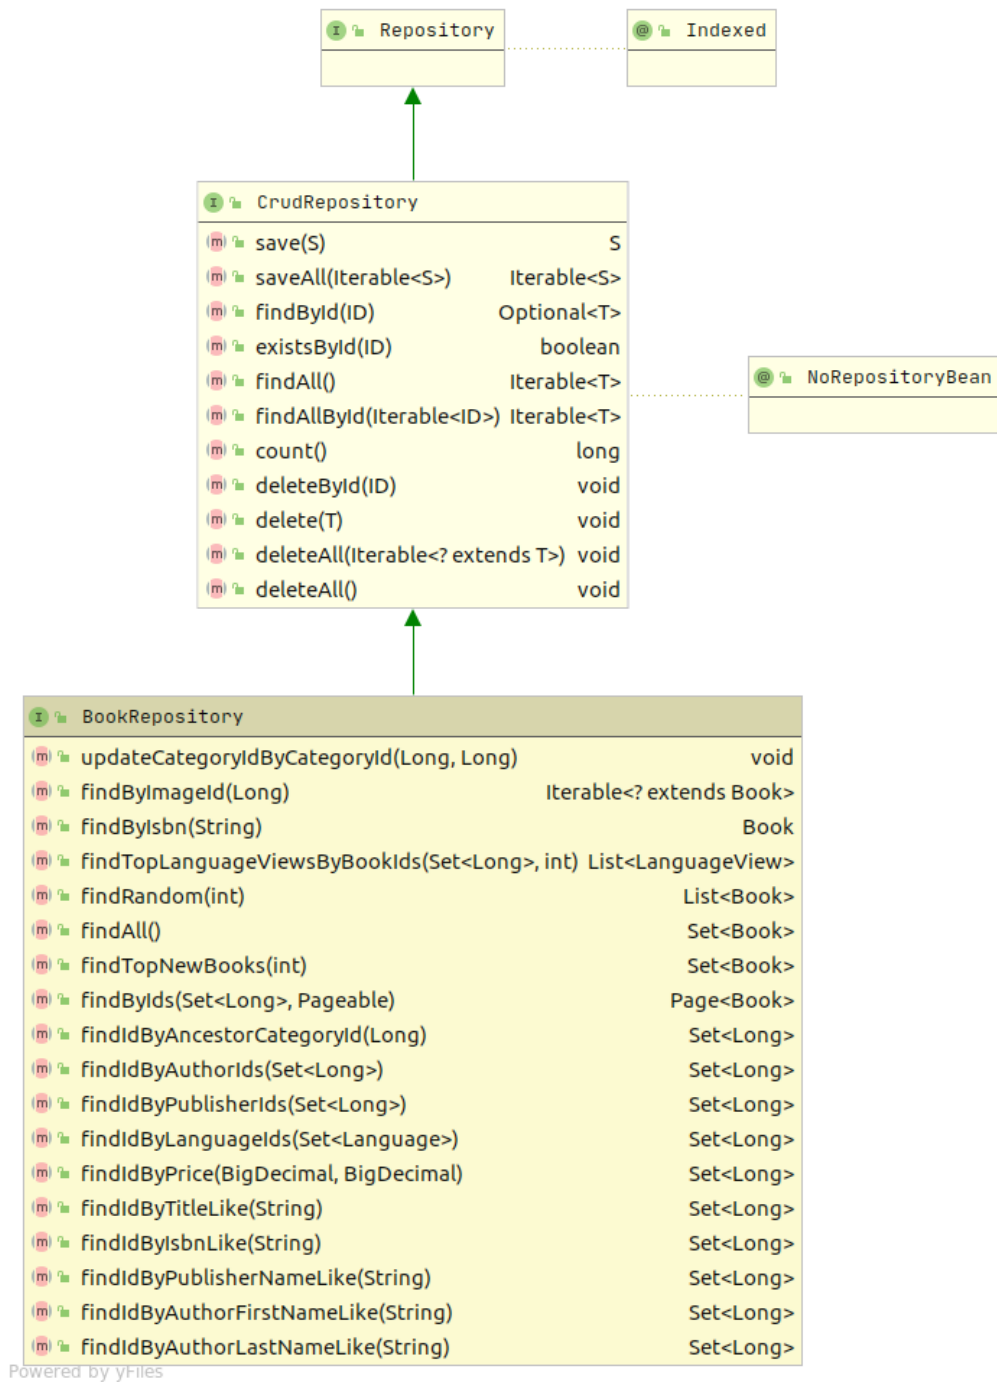 Repository
Indexed
CrudRepository
save(S) S
saveAll(Iterable<S>) Iterable<S>
findById(ID) Optional<T>
existsById(ID) boolean
findAll() Iterable<T>
findAllById(Iterable<ID>) Iterable<T>
count() long
deleteById(ID) void
delete(T) void
deleteAll(Iterable<? extends T>) void
deleteAll() void
NoRepositoryBean
BookRepository
updateCategoryIdByCategoryId(Long, Long) void
findByImageId(Long) Iterable<? extends Book>
findByIsbn(String) Book
findTopLanguageViewsByBookIds(Set<Long>, int) List<LanguageView>
findRandom(int) List<Book>
findAll() Set<Book>
findTopNewBooks(int) Set<Book>
findByIds(Set<Long>, Pageable) Page<Book>
findIdByAncestorCategoryId(Long) Set<Long>
findIdByAuthorIds(Set<Long>) Set<Long>
findIdByPublisherIds(Set<Long>) Set<Long>
findIdByLanguageIds(Set<Language>) Set<Long>
findIdByPrice(BigDecimal, BigDecimal) Set<Long>
findIdByTitleLike(String) Set<Long>
findIdByIsbnLike(String) Set<Long>
findIdByPublisherNameLike(String) Set<Long>
findIdByAuthorFirstNameLike(String) Set<Long>
findIdByAuthorLastNameLike(String) Set<Long>
Powered by yFiles